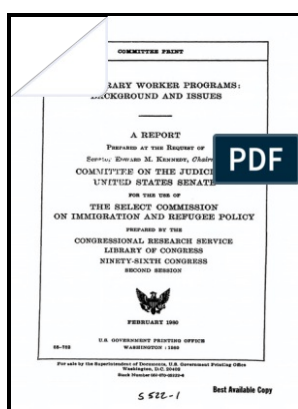 COMMITTEE PRINT
RARY WORKER PROGRAMS:
BACKGROUND AND ISSUES
A REPORT
PREPARED AT THE REQUEST OF
EDWARD M. KENNEDY,
COMMITTEE ON THE
UNITED STATES SENATE
FOR THE USE OF
THE SELECT COMMISSION
ON IMMIGRATION AND REFUGEE POLICY
PREPARED BY THE
CONGRESSIONAL RESEARCH SERVICE
LIBRARY OF CONGRESS
NINETY-SIXTH CONGRESS
SECOND SESSION
PDF
FEBRUARY 1980
U.S. GOVERNMENT PRINTING OFFICE
WASHINGTON : 1980
For sale by the Superintendent of Documents, U.S. Government Printing Office
Washington, D.C. 20402
Stock Number
Best Available Copy
S 522-1